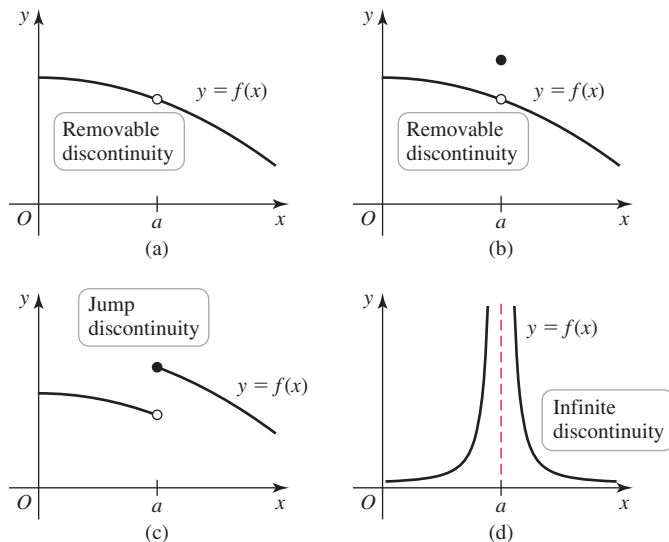 y
y = f(x)
Removable
discontinuity
O
a
x
(a)
y
y = f(x)
Removable
discontinuity
O
a
x
(b)
y
Jump
discontinuity
y = f(x)
O
a
x
(c)
y
y = f(x)
Infinite
discontinuity
O
a
x
(d)